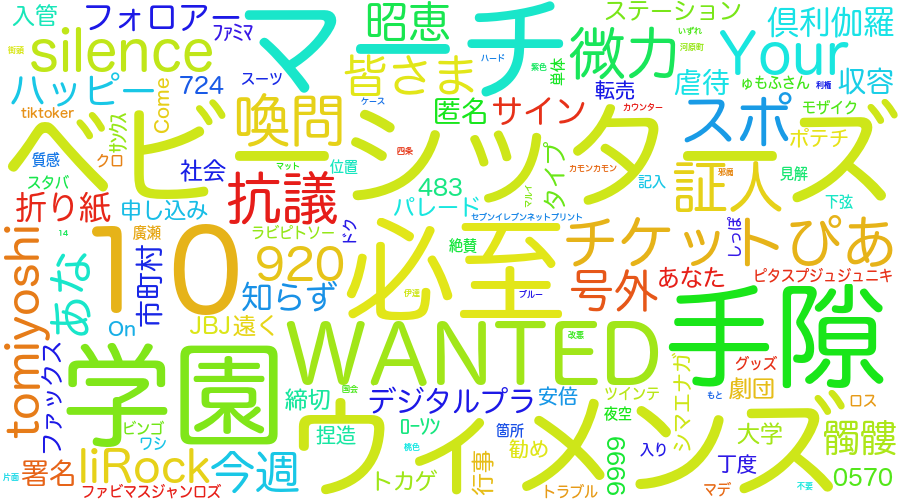 入管
フォロアー
ファミマ
マーチ
昭恵
ステーション
いずれ
倶利伽羅
街頭
silence
ハッピー
724
スーツ
皆さま
ハード
紫色
単体
微力
河原町
Your
虐待
ゅもふさん
利権
収容
tiktoker
Come
サンクス
喚問
ケース
匿名
サイン
転売
カウンター
スポーズ
モザイク
ポテチ
ベビーシッター
質感
クロ
マット
四条
位置
社会
スタバ
抗議
483
タイプ
マルイ
カモンカモン
記入
証人
邪魔
見解
下弦
折り紙
申し込み
パレード
セブンイレブンネットプリント
廣瀬
ラビピトソー
ドク
絶賛
14
tomiyoshi
あな
10
920
必至
チケットぴあ
しっぽ
市町村
知らず
伊達
ブルー
号外
あなた
ピタスプジュジュニキ
On
JBJ
遠く
WANTED
改悪
手隙
ファックス
学園
国会
締切
デジタルプラ
安倍
ツインテ
夜空
シマエナガ
グッズ
もと
劇団
ロス
ビンゴ
ワシ
捏造
ローソン
桃色
箇所
勧め
ウィメンズ
入り
大学
髑髏
片面
署名
liRock
今週
トカゲ
行事
トラブル
9999
丁度
マデ
不要
0570
ファビマスジャンロズ